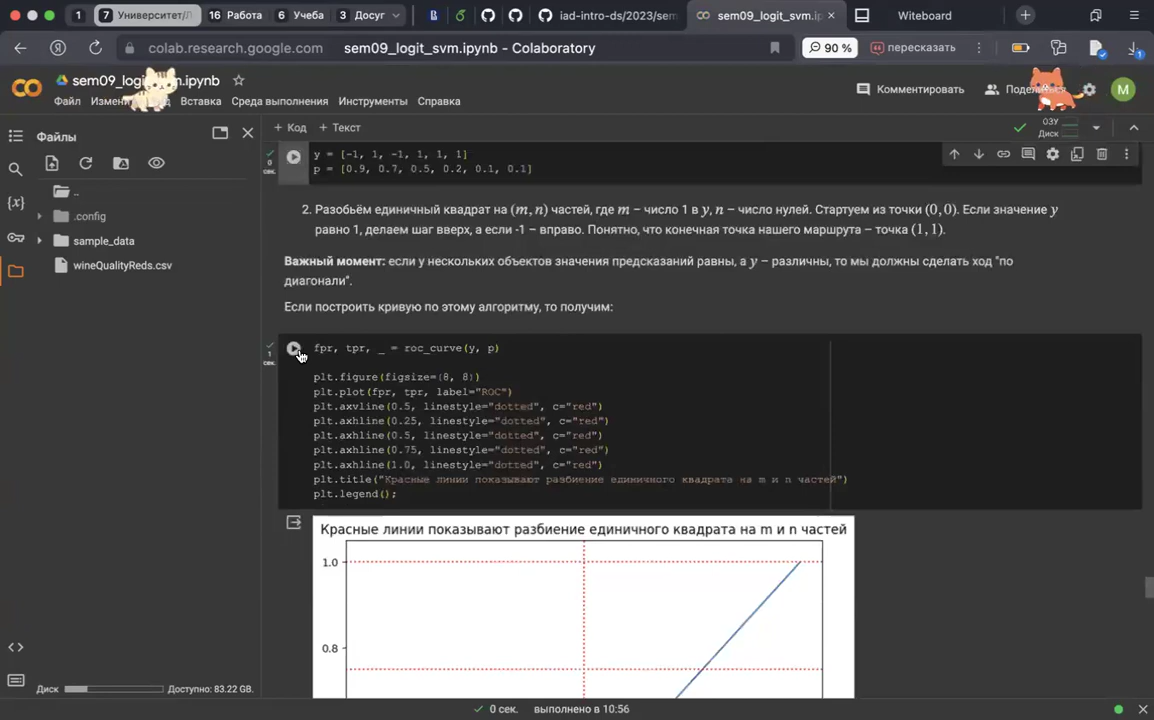 1
7 Университет/Л
16 Работа
6 Учеба
3 Досуг
iad-intro-ds/2023/sem
sem09_logit_svm.ip
Witeboard
colab.research.google.com
sem09_logit_svm.ipynb - Colaboratory
90 %
пересказать
1
sem09_logi vm.ipynb
Файл
Измени
Вставка
Среда выполнения
Инструменты
Справка
Комментировать
Поделиться
M
Файлы
+ Код
+ Текст
ОЗУ
Диск
..
.config
sample_data
wineQualityReds.csv
{x}
0
сек.
y = [-1, 1, -1, 1, 1, 1]
p = [0.9, 0.7, 0.5, 0.2, 0.1, 0.1]
2. Разобьём единичный квадрат на (m, n) частей, где m – число 1 в y, n – число нулей. Стартуем из точки (0, 0). Если значение y
равно 1, делаем шаг вверх, а если -1 – вправо. Понятно, что конечная точка нашего маршрута – точка (1, 1).
Важный момент: если у нескольких объектов значения предсказаний равны, а y – различны, то мы должны сделать ход "по
диагонали".
Если построить кривую по этому алгоритму, то получим:
1
сек.
fpr, tpr, _ = roc_curve(y, p)
plt.figure(figsize=(8, 8))
plt.plot(fpr, tpr, label="ROC")
plt.axvline(0.5, linestyle="dotted", c="red")
plt.axhline(0.25, linestyle="dotted", c="red")
plt.axhline(0.5, linestyle="dotted", c="red")
plt.axhline(0.75, linestyle="dotted", c="red")
plt.axhline(1.0, linestyle="dotted", c="red")
plt.title("Красные линии показывают разбиение единичного квадрата на m и n частей")
plt.legend();
Красные линии показывают разбиение единичного квадрата на m и n частей
1.0
0.8
Диск
Доступно: 83.22 GB.
0 сек.
выполнено в 10:56